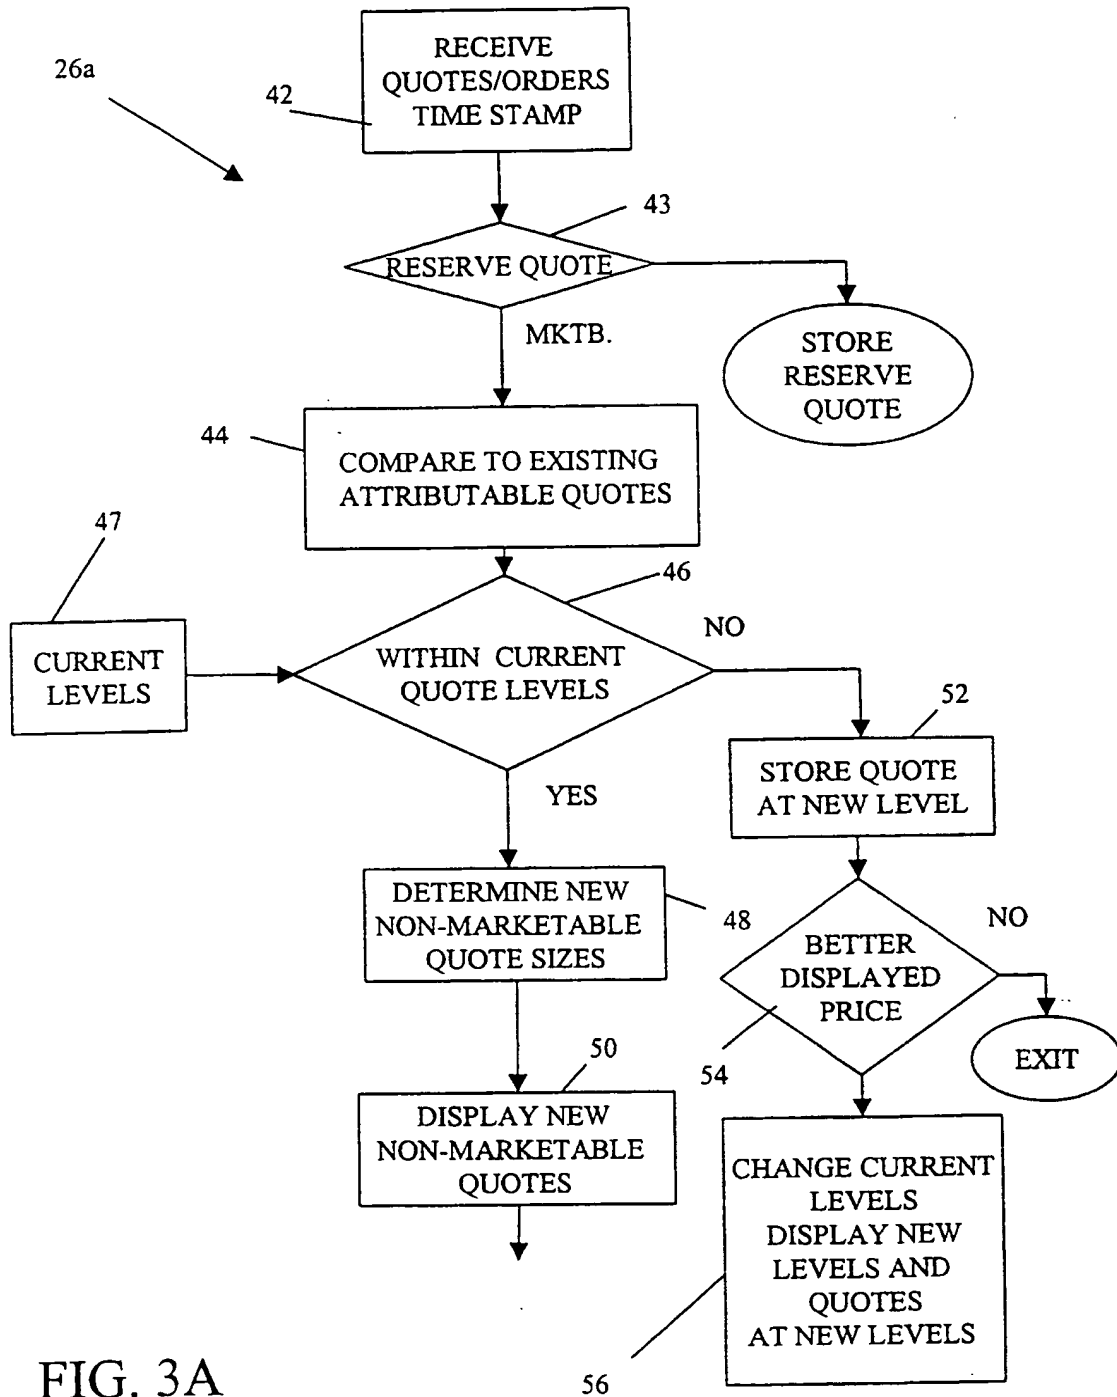 RECEIVE
QUOTES/ORDERS
TIME STAMP
26a
42
43
RESERVE QUOTE
MKTB.
STORE
RESERVE
QUOTE
44
COMPARE TO EXISTING
ATTRIBUTABLE QUOTES
47
46
CURRENT
LEVELS
WITHIN CURRENT
QUOTE LEVELS
NO
52
YES
STORE QUOTE
AT NEW LEVEL
DETERMINE NEW
NON-MARKETABLE
QUOTE SIZES
48
BETTER
DISPLAYED
PRICE
NO
54
EXIT
50
DISPLAY NEW
NON-MARKETABLE
QUOTES
CHANGE CURRENT
LEVELS
DISPLAY NEW
LEVELS AND
QUOTES
AT NEW LEVELS
56
FIG. 3A